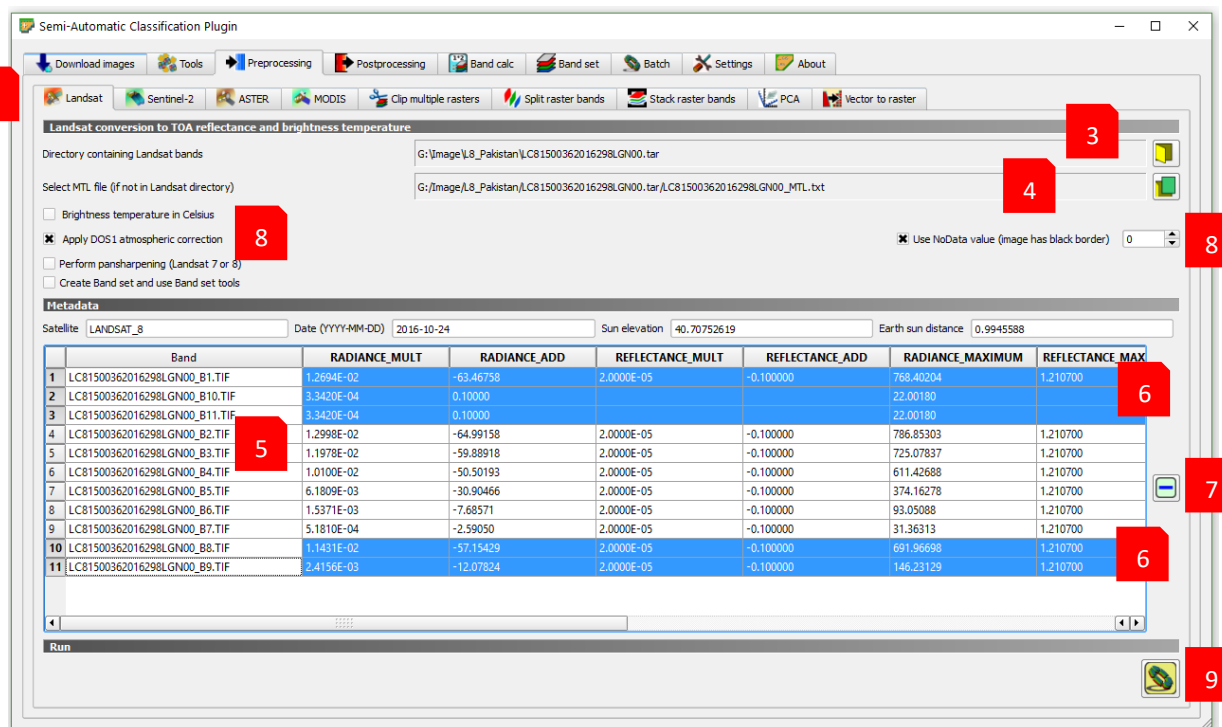 Semi-Automatic Classification Plugin
Download images Tools Preprocessing Postprocessing Band calc Band set Batch Settings About
Landsat Sentinel-2 ASTER MODIS Clip multiple rasters Split raster bands Stack raster bands PCA Vector to raster
Landsat conversion to TOA reflectance and brightness temperature
3
Directory containing Landsat bands G:\Image\L8_Pakistan\LC81500362016298LGN00.tar
4
Select MTL file (if not in Landsat directory) G:/Image/L8_Pakistan/LC81500362016298LGN00.tar/LC81500362016298LGN00_MTL.txt
Brightness temperature in Celsius
Apply DOS1 atmospheric correction 8 Use NoData value (image has black border) 0 8
Perform pansharpening (Landsat 7 or 8)
Create Band set and use Band set tools
Metadata
Satellite LANDSAT_8 Date (YYYY-MM-DD) 2016-10-24 Sun elevation 40.70752619 Earth sun distance 0.9945588
Band RADIANCE_MULT RADIANCE_ADD REFLECTANCE_MULT REFLECTANCE_ADD RADIANCE_MAXIMUM REFLECTANCE_MAX
1 LC81500362016298LGN00_B1.TIF 1.2694E-02 -63.46758 2.0000E-05 -0.100000 768.40204 1.210700
6
2 LC81500362016298LGN00_B10.TIF 3.3420E-04 0.10000 22.00180
3 LC81500362016298LGN00_B11.TIF 3.3420E-04 0.10000 22.00180
4 LC81500362016298LGN00_B2.TIF 1.2998E-02 -64.99158 2.0000E-05 -0.100000 786.85303 1.210700
5
5 LC81500362016298LGN00_B3.TIF 1.1978E-02 -59.88918 2.0000E-05 -0.100000 725.07837 1.210700
6 LC81500362016298LGN00_B4.TIF 1.0100E-02 -50.50193 2.0000E-05 -0.100000 611.42688 1.210700
7 LC81500362016298LGN00_B5.TIF 6.1809E-03 -30.90466 2.0000E-05 -0.100000 374.16278 1.210700
7
8 LC81500362016298LGN00_B6.TIF 1.5371E-03 -7.68571 2.0000E-05 -0.100000 93.05088 1.210700
9 LC81500362016298LGN00_B7.TIF 5.1810E-04 -2.59050 2.0000E-05 -0.100000 31.36313 1.210700
10 LC81500362016298LGN00_B8.TIF 1.1431E-02 -57.15429 2.0000E-05 -0.100000 691.96698 1.210700
6
11 LC81500362016298LGN00_B9.TIF 2.4156E-03 -12.07824 2.0000E-05 -0.100000 146.23129 1.210700
Run
9